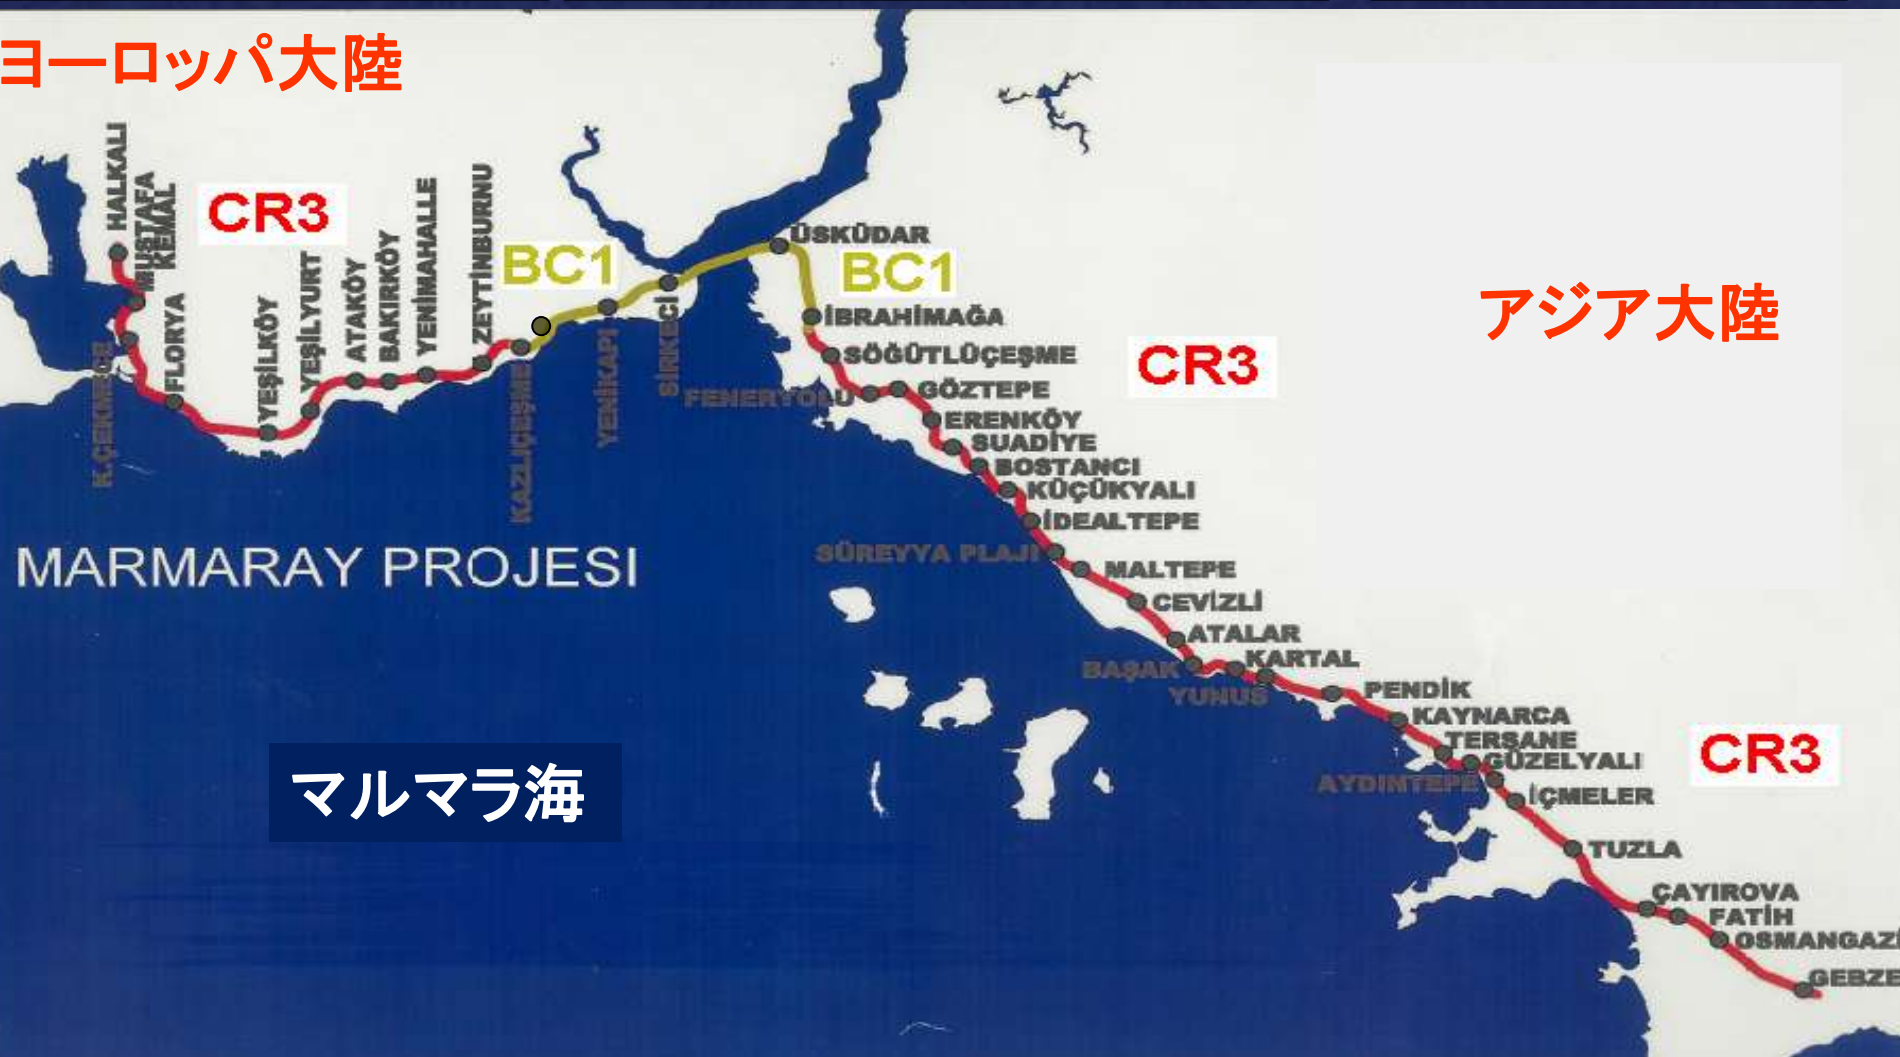 ヨーロッパ大陸
HALKALI
MUSTAFA
KEMAL
K.ÇEKMECE
FLORYA
CR3
YEŞİLKÖY
YEŞİLYURT
ATAKÖY
BAKIRKÖY
YENİMAHALLE
ZEYTİNBURNU
KAZLIÇEŞME
BC1
YENİKAPI
SİRKECİ
ÜSKÜDAR
BC1
İBRAHİMAĞA
SÖĞÜTLÜÇEŞME
FENERYOLU
GÖZTEPE
CR3
アジア大陸
ERENKÖY
SUADİYE
BOSTANCI
KÜÇÜKYALI
İDEALTEPE
SÜREYYA PLAJI
MALTEPE
CEVİZLİ
ATALAR
BAŞAK
KARTAL
YUNUS
PENDİK
KAYNARCA
TERSANE
GÜZELYALI
AYDINTEPE
İÇMELER
CR3
TUZLA
ÇAYIROVA
FATİH
OSMANGAZİ
GEBZE
MARMARAY PROJESI
マルマラ海